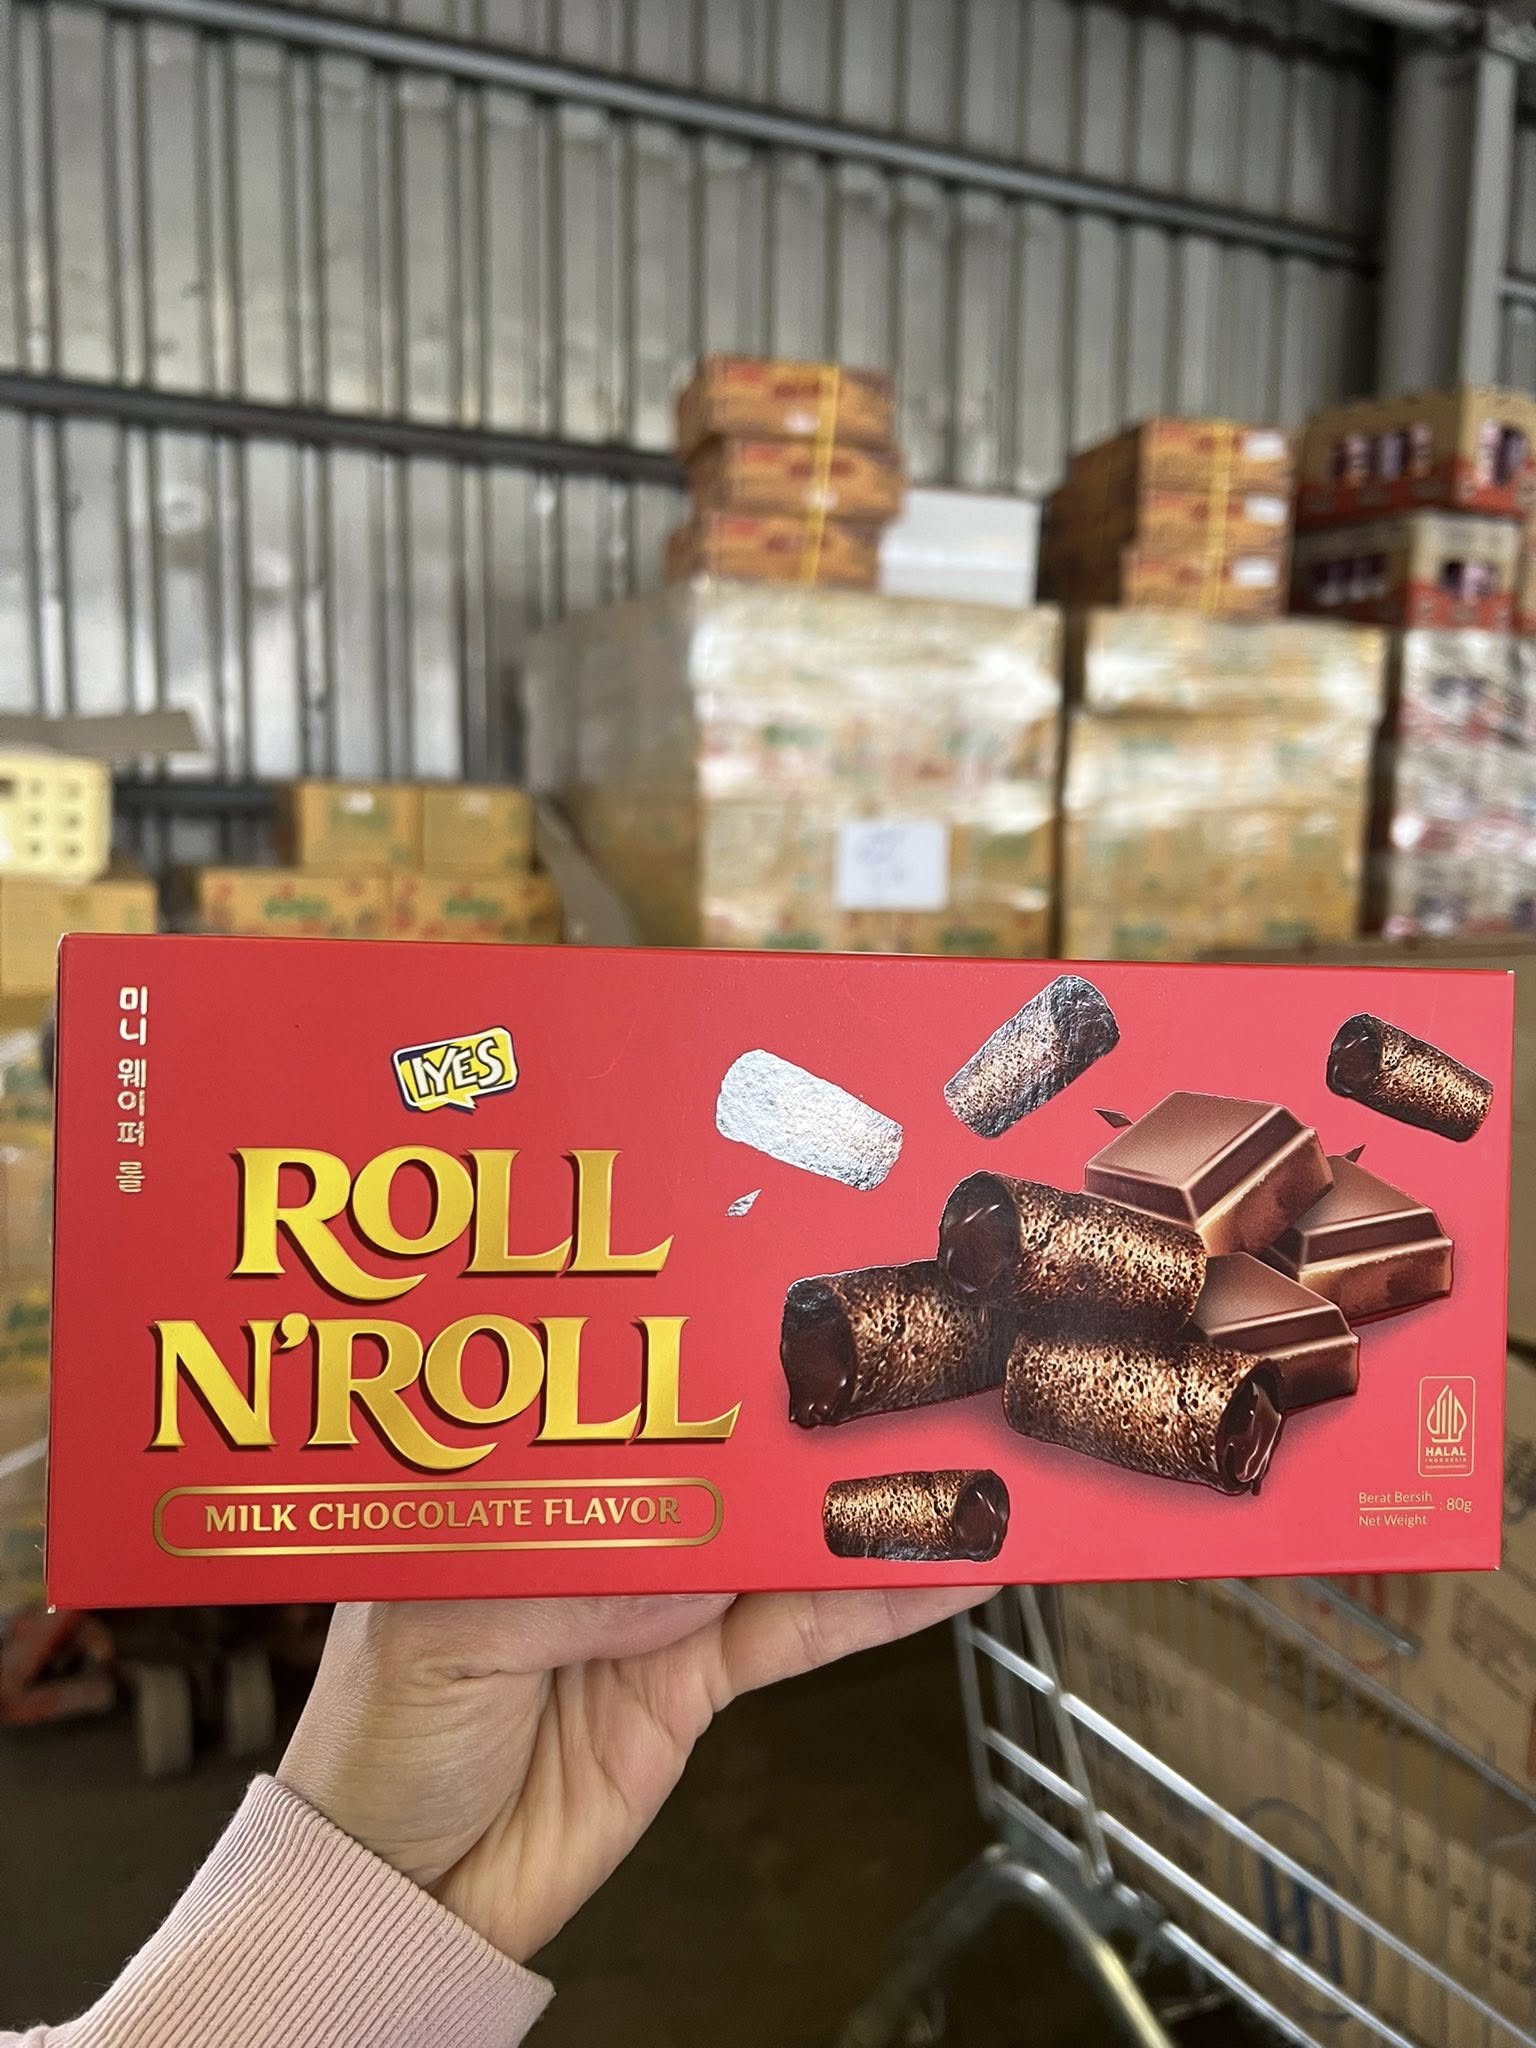 미니 웨이퍼 롤
IYES
ROLL
N'ROLL
MILK CHOCOLATE FLAVOR
HALAL
INDONESIA
Berat Bersih
Net Weight
: 80g